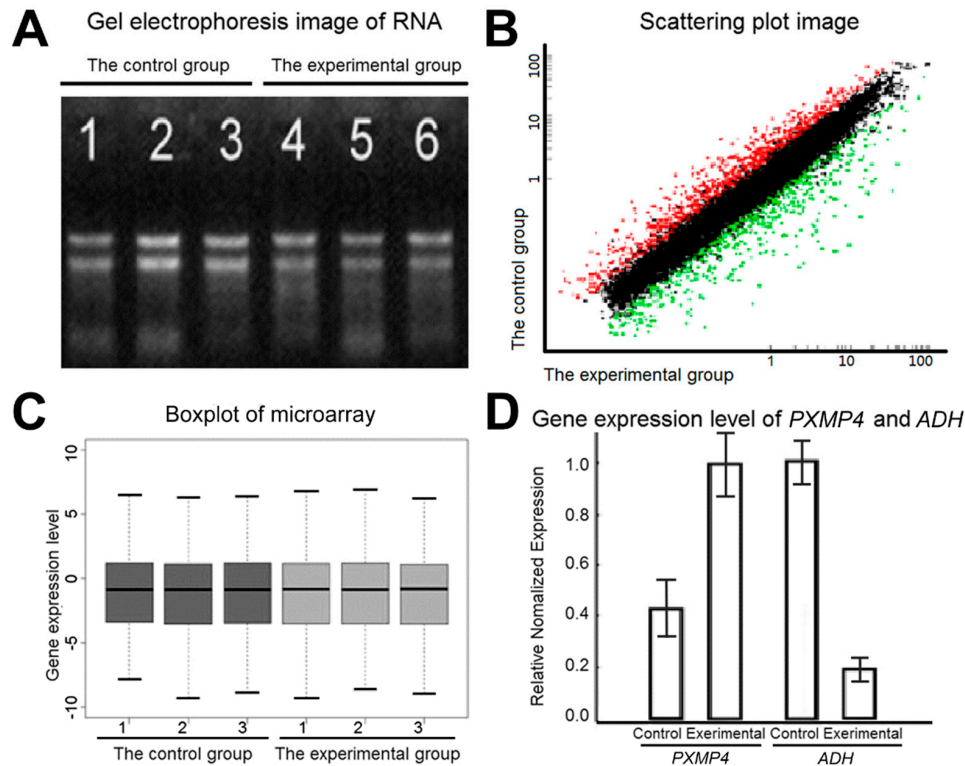 A
Gel electrophoresis image of RNA
The control group
The experimental group
1 2 3 4 5 6
B
Scattering plot image
The control group
100
10
1
1 10 100
The experimental group
C
Boxplot of microarray
Gene expression level
10
5
0
-5
-10
1 2 3 1 2 3
The control group
The experimental group
D
Gene expression level of PXMP4 and ADH
Relative Nomalized Expression
1.0
0.8
0.6
0.4
0.2
0.0
Control Exerimental Control Exerimental
PXMP4
ADH